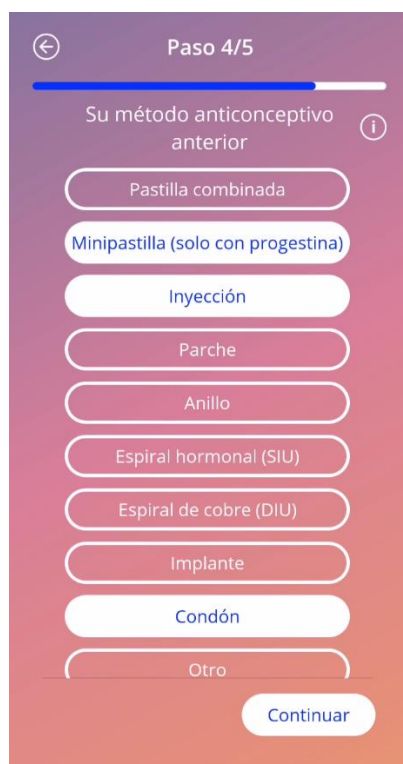 Paso 4/5
Su método anticonceptivo
anterior
i
Pastilla combinada
Minipastilla (solo con progestina)
Inyección
Parche
Anillo
Espiral hormonal (SIU)
Espiral de cobre (DIU)
Implante
Condón
Otro
Continuar